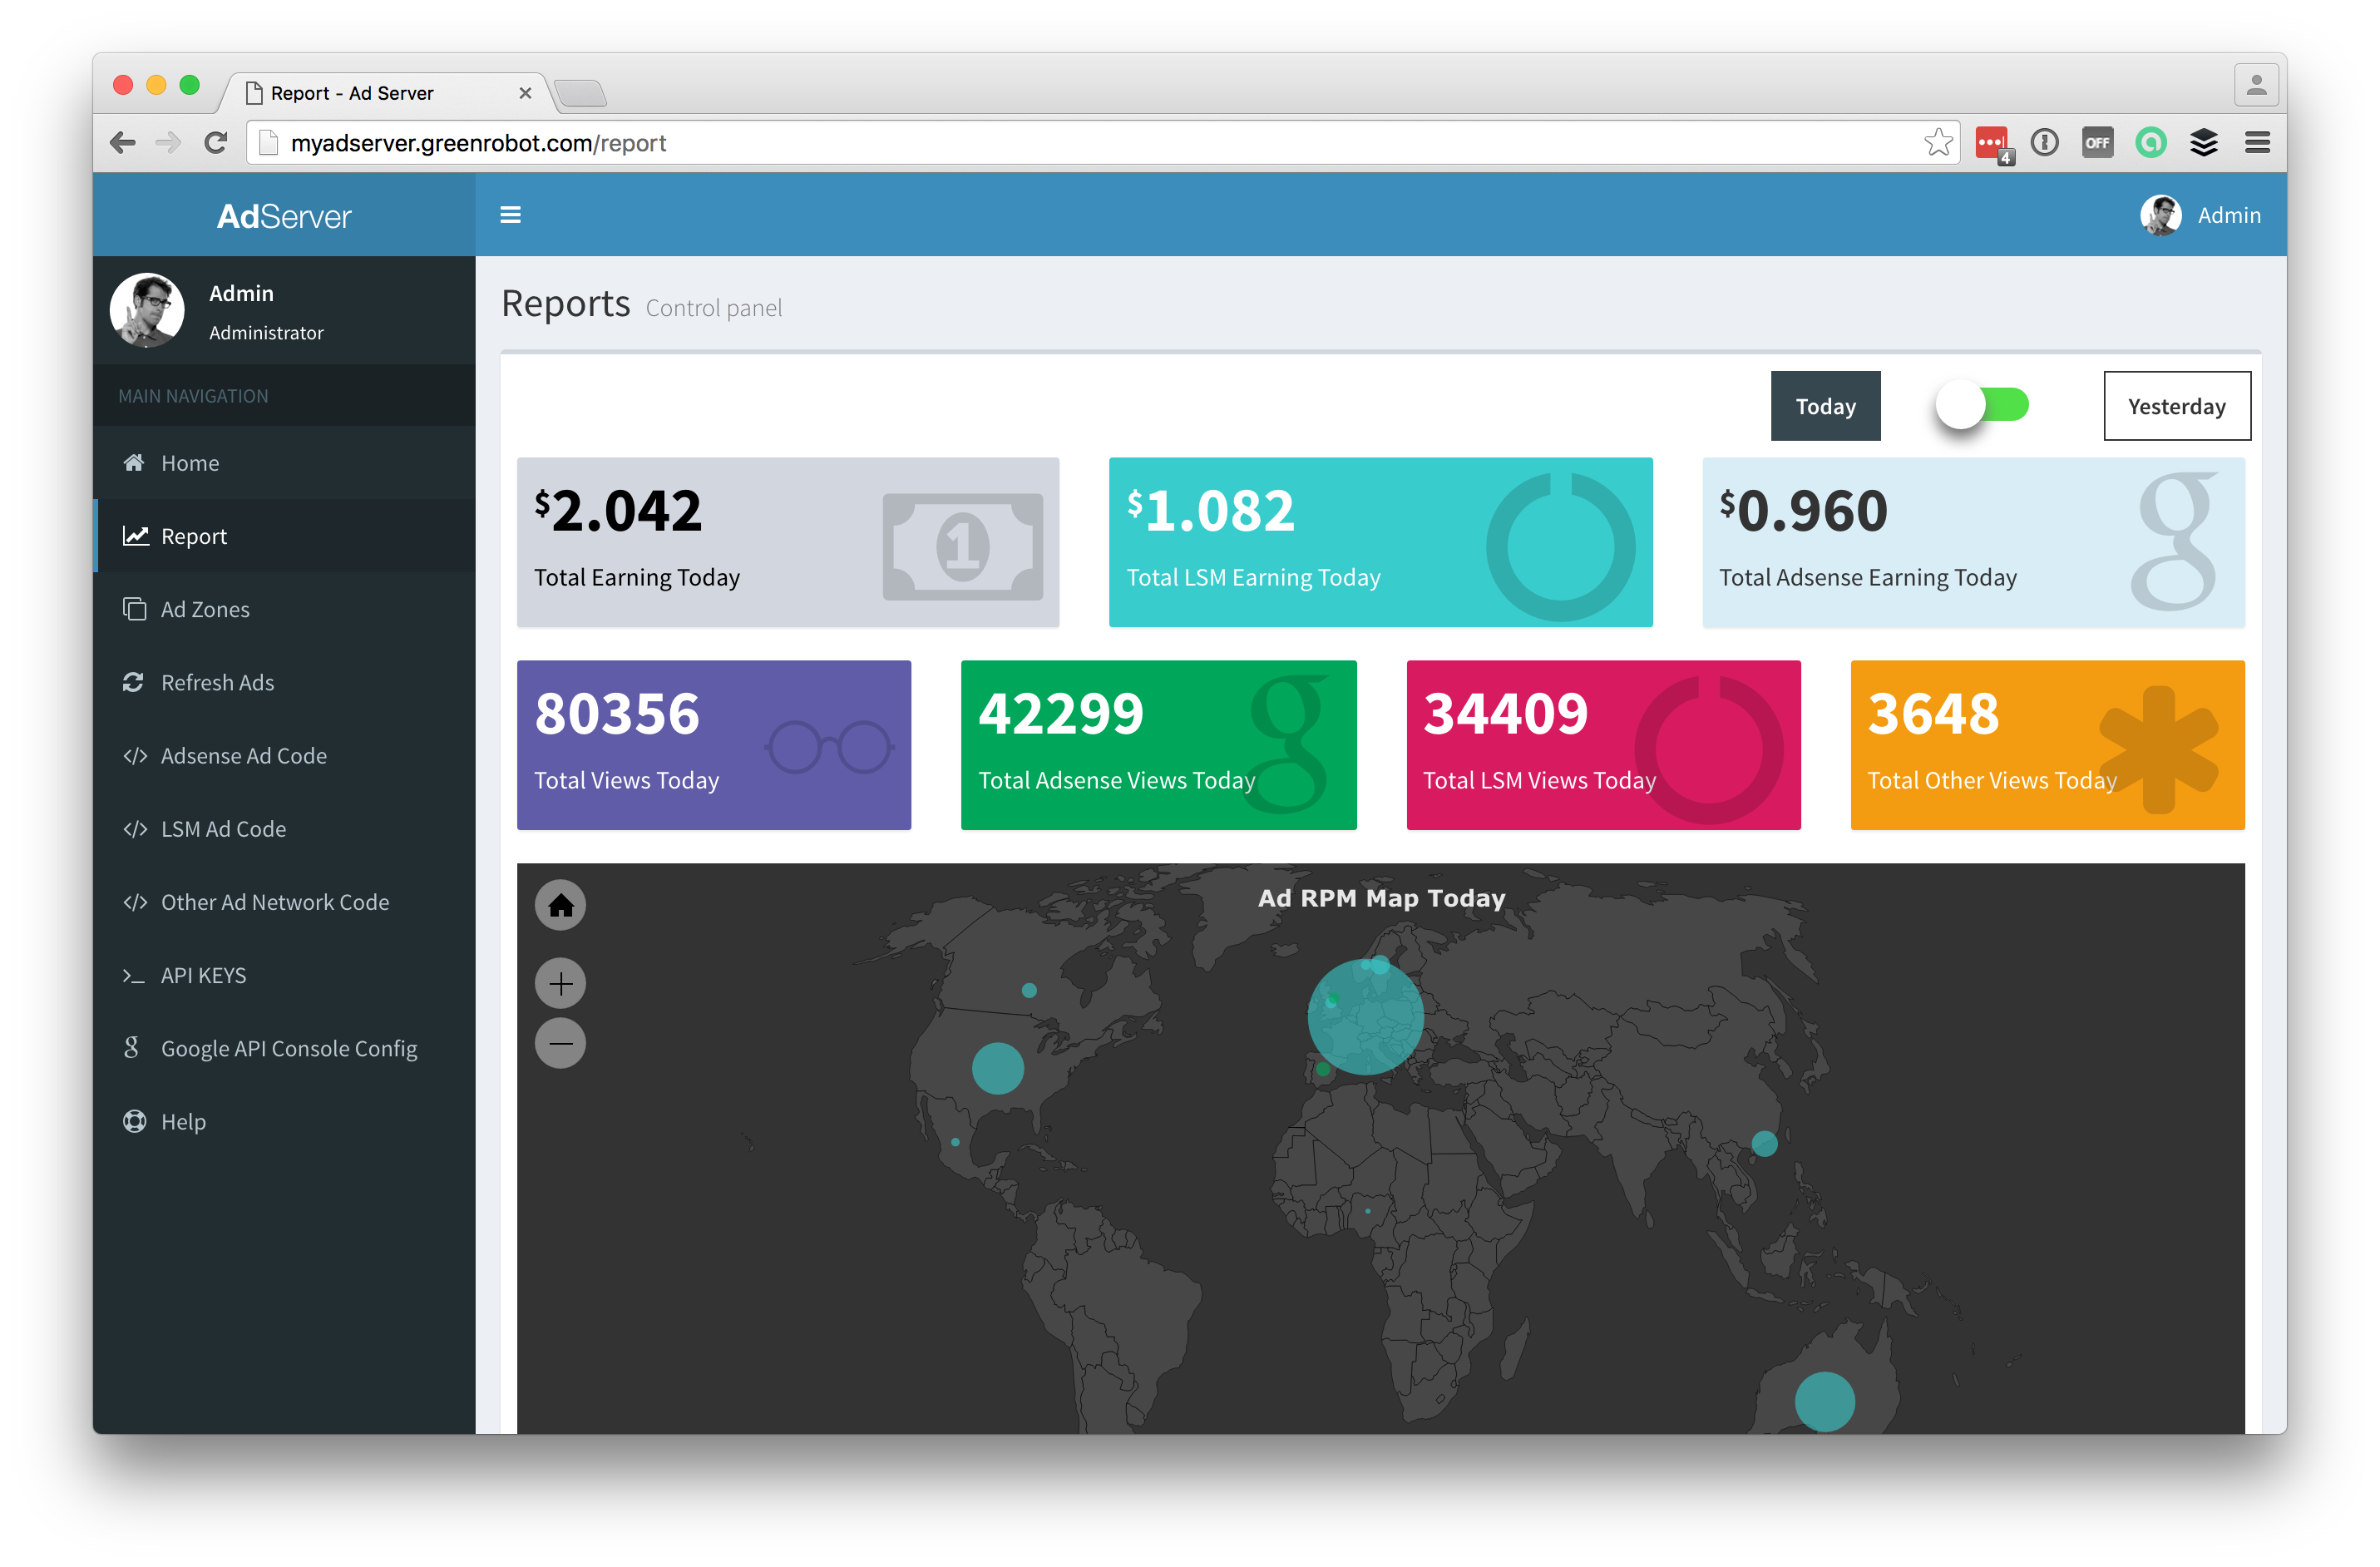 Report - Ad Server
myadserver.greenrobot.com/report
4
OFF
AdServer
Admin
Admin
Administrator
MAIN NAVIGATION
Home
Report
Ad Zones
Refresh Ads
Adsense Ad Code
LSM Ad Code
Other Ad Network Code
API KEYS
Google API Console Config
Help
Reports Control panel
Today
Yesterday
$2.042
Total Earning Today
1
$1.082
Total LSM Earning Today
$0.960
Total Adsense Earning Today
g
80356
Total Views Today
42299
Total Adsense Views Today
g
34409
Total LSM Views Today
3648
Total Other Views Today
Ad RPM Map Today